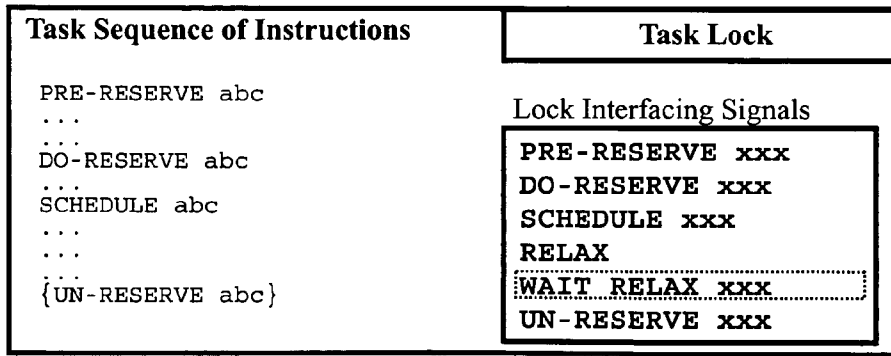 Task Sequence of Instructions
PRE-RESERVE abc
...
...
DO-RESERVE abc
...
SCHEDULE abc
...
...
...
{UN-RESERVE abc}
Task Lock
Lock Interfacing Signals
PRE-RESERVE xxx
DO-RESERVE xxx
SCHEDULE xxx
RELAX
WAIT RELAX xxx
UN-RESERVE xxx